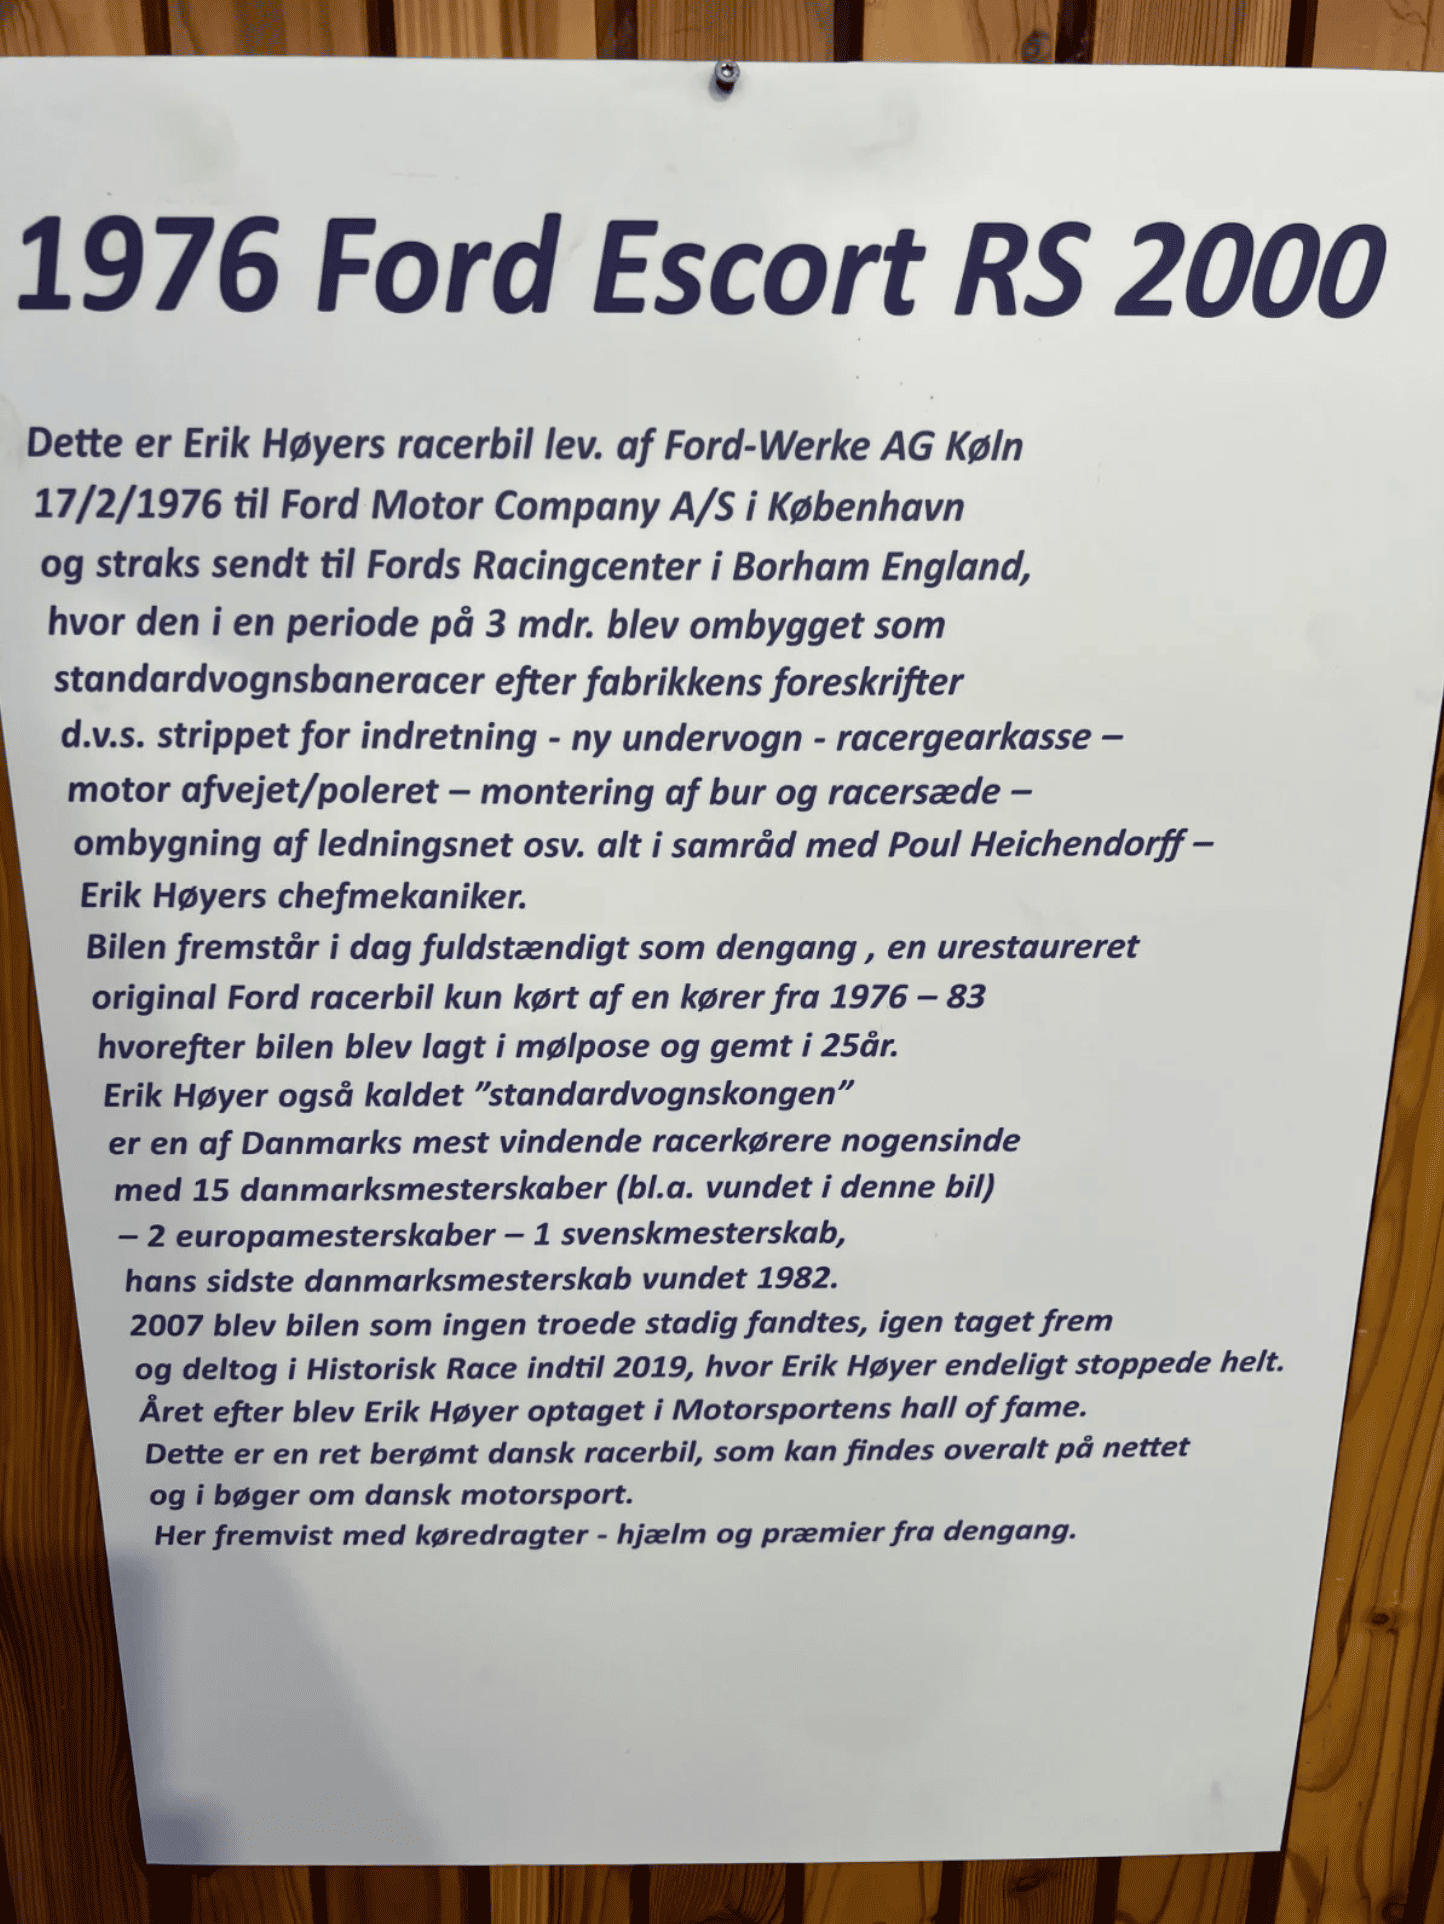 1976 Ford Escort RS 2000
Dette er Erik Høyers racerbil lev. af Ford-Werke AG Køln
17/2/1976 til Ford Motor Company A/S i København
og straks sendt til Fords Racingcenter i Borham England,
hvor den i en periode på 3 mdr. blev ombygget som
standardvognsbaneracer efter fabrikkens foreskrifter
d.v.s. strippet for indretning - ny undervogn - racergearkasse –
motor afvejet/poleret – montering af bur og racersæde –
ombygning af ledningsnet osv. alt i samråd med Poul Heichendorff –
Erik Høyers chefmekaniker.
Bilen fremstår i dag fuldstændigt som dengang , en urestaureret
original Ford racerbil kun kørt af en kører fra 1976 – 83
hvorefter bilen blev lagt i mølpose og gemt i 25år.
Erik Høyer også kaldet ”standardvognskongen”
er en af Danmarks mest vindende racerkørere nogensinde
med 15 danmarksmesterskaber (bl.a. vundet i denne bil)
– 2 europamesterskaber – 1 svenskmesterskab,
hans sidste danmarksmesterskab vundet 1982.
2007 blev bilen som ingen troede stadig fandtes, igen taget frem
og deltog i Historisk Race indtil 2019, hvor Erik Høyer endeligt stoppede helt.
Året efter blev Erik Høyer optaget i Motorsportens hall of fame.
Dette er en ret berømt dansk racerbil, som kan findes overalt på nettet
og i bøger om dansk motorsport.
Her fremvist med køredragter - hjælm og præmier fra dengang.